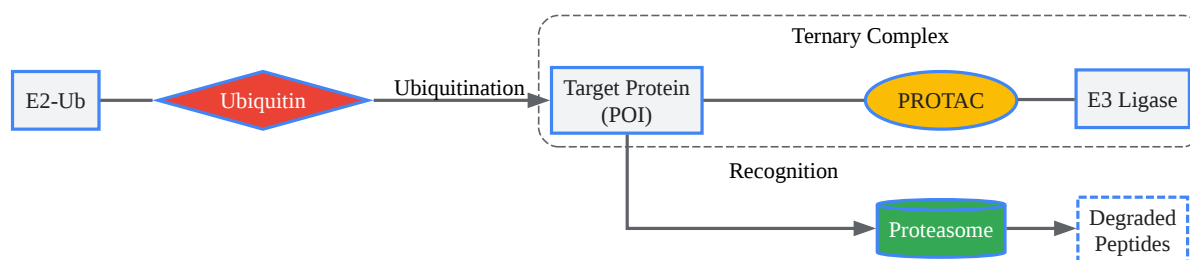 Ternary Complex
E2-Ub
Ubiquitin
Ubiquitination
Target Protein
(POI)
PROTAC
E3 Ligase
Recognition
Proteasome
Degraded
Peptides